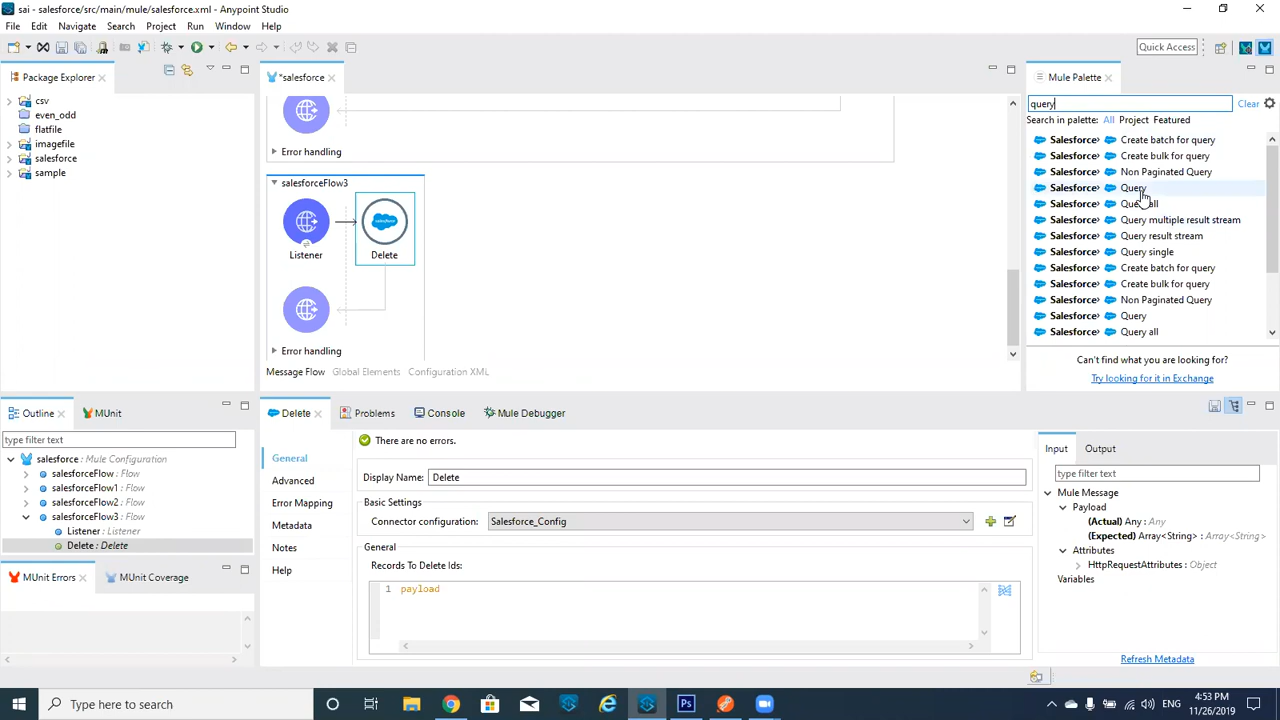 sai - salesforce/src/main/mule/salesforce.xml - Anypoint Studio
File Edit Navigate Search Project Run Window Help
Quick Access
Package Explorer
csv
even_odd
flatfile
imagefile
salesforce
sample
*salesforce
Error handling
salesforceFlow3
Listener
salesforce
Delete
Error handling
Message Flow Global Elements Configuration XML
Mule Palette
query
Clear
Search in palette: All Project Featured
Salesforce> Create batch for query
Salesforce> Create bulk for query
Salesforce> Non Paginated Query
Salesforce> Query
Salesforce> Query all
Salesforce> Query multiple result stream
Salesforce> Query result stream
Salesforce> Query single
Salesforce> Create batch for query
Salesforce> Create bulk for query
Salesforce> Non Paginated Query
Salesforce> Query
Salesforce> Query all
Can't find what you are looking for?
Try looking for it in Exchange
Outline
MUnit
type filter text
salesforce : Mule Configuration
salesforceFlow : Flow
salesforceFlow1 : Flow
salesforceFlow2 : Flow
salesforceFlow3 : Flow
Listener : Listener
Delete : Delete
MUnit Errors
MUnit Coverage
Delete
Problems
Console
Mule Debugger
There are no errors.
General
Advanced
Error Mapping
Metadata
Notes
Help
Display Name: Delete
Basic Settings
Connector configuration: Salesforce_Config
General
Records To Delete Ids:
1 payload
Input Output
type filter text
Mule Message
Payload
(Actual) Any : Any
(Expected) Array<String> : Array<String>
Attributes
HttpRequestAttributes : Object
Variables
Refresh Metadata
Type here to search
Ps
4:53 PM
11/26/2019